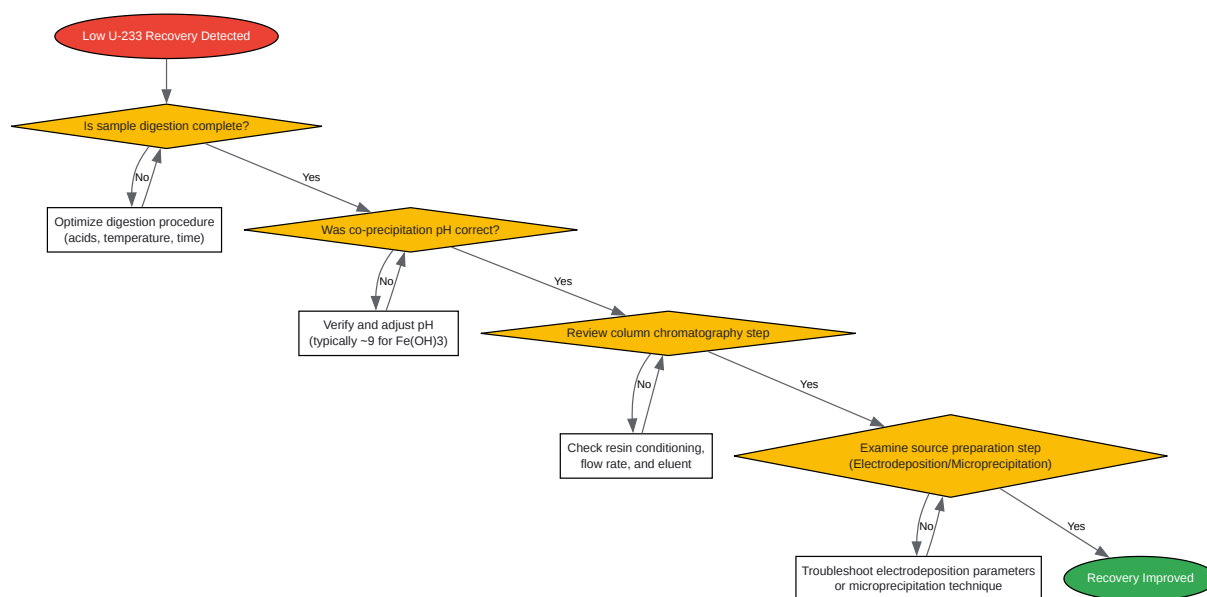 Low U-233 Recovery Detected
Is sample digestion complete?
No
Yes
Optimize digestion procedure
(acids, temperature, time)
Was co-precipitation pH correct?
No
Yes
Verify and adjust pH
(typically ~9 for Fe(OH)3)
Review column chromatography step
No
Yes
Check resin conditioning,
flow rate, and eluent
Examine source preparation step
(Electrodeposition/Microprecipitation)
No
Yes
Troubleshoot electrodeposition parameters
or microprecipitation technique
Recovery Improved